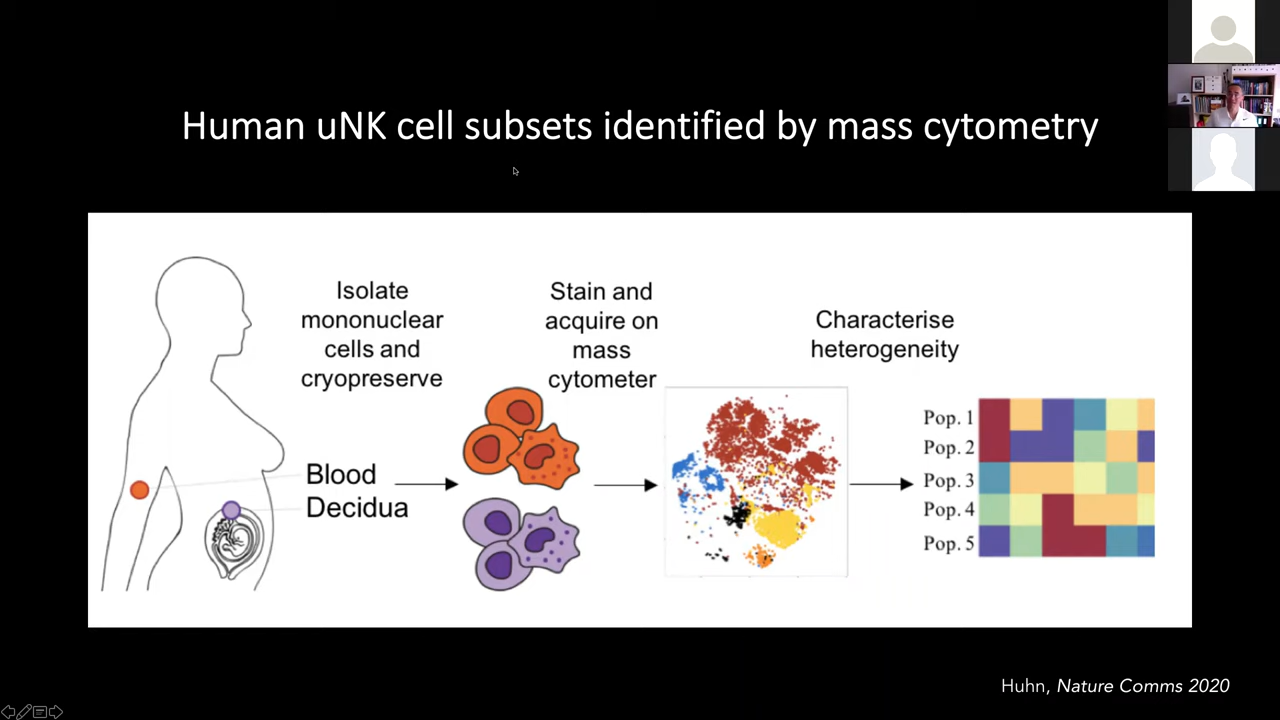 Human uNK cell subsets identified by mass cytometry
Isolate
mononuclear
cells and
cryopreserve
Stain and
acquire on
mass
cytometer
Characterise
heterogeneity
Blood
Decidua
Pop. 1
Pop. 2
Pop. 3
Pop. 4
Pop. 5
Huhn, Nature Comms 2020